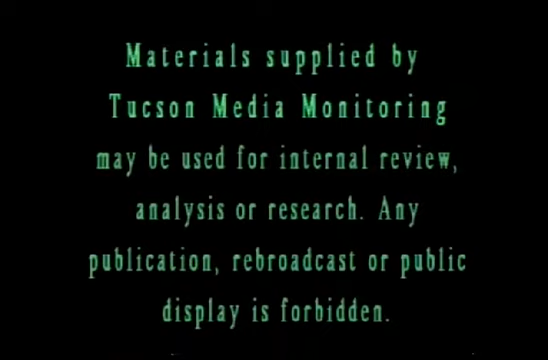 Materials supplied by
Tucson Media Monitoring
may be used for internal review,
analysis or research. Any
publication, rebroadcast or public
display is forbidden.